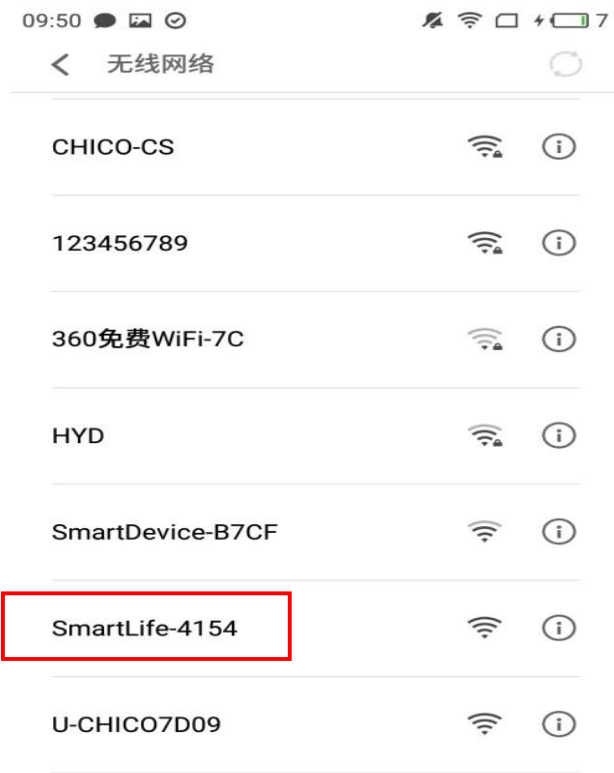 09:50 7
无线网络
CHICO-CS
123456789
360免费WiFi-7C
HYD
SmartDevice-B7CF
SmartLife-4154
U-CHICO7D09